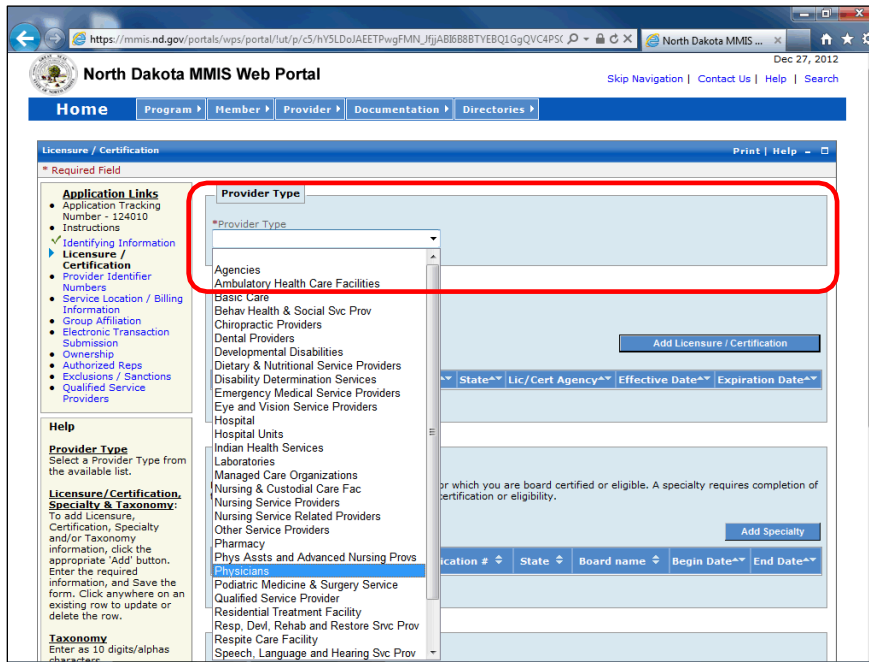 https://mmis.nd.gov/portals/wps/portal/!ut/p/c5/
North Dakota MMIS ...
Dec 27, 2012
North Dakota MMIS Web Portal
Skip Navigation | Contact Us | Help | Search
Home Program Member Provider Documentation Directories
Licensure / Certification Print | Help
* Required Field
Application Links
Application Tracking
Number - 124010
Instructions
Identifying Information
Licensure /
Certification
Provider Identifier
Numbers
Service Location / Billing
Information
Group Affiliation
Electronic Transaction
Submission
Ownership
Authorized Reps
Exclusions / Sanctions
Qualified Service
Providers
Help
Provider Type
Select a Provider Type from
the available list.
Licensure/Certification,
Specialty & Taxonomy:
To add Licensure,
Certification, Specialty
and/or Taxonomy
information, click the
appropriate 'Add' button.
Enter the required
information, and Save the
form. Click anywhere on an
existing row to update or
delete the row.
Taxonomy
Enter as 10 digits/alphas
characters
Provider Type
*Provider Type
Agencies
Ambulatory Health Care Facilities
Basic Care
Behav Health & Social Svc Prov
Chiropractic Providers
Dental Providers
Developmental Disabilities
Dietary & Nutritional Service Providers
Disability Determination Services
Emergency Medical Service Providers
Eye and Vision Service Providers
Hospital
Hospital Units
Indian Health Services
Laboratories
Managed Care Organizations
Nursing & Custodial Care Fac
Nursing Service Providers
Nursing Service Related Providers
Other Service Providers
Pharmacy
Phys Assts and Advanced Nursing Provs
Physicians
Podiatric Medicine & Surgery Service
Qualified Service Provider
Residential Treatment Facility
Resp, Devl, Rehab and Restore Srvc Prov
Respite Care Facility
Speech, Language and Hearing Svc Prov
Add Licensure / Certification
State Lic/Cert Agency Effective Date Expiration Date
or which you are board certified or eligible. A specialty requires completion of
certification or eligibility.
Add Specialty
ication # State Board name Begin Date End Date